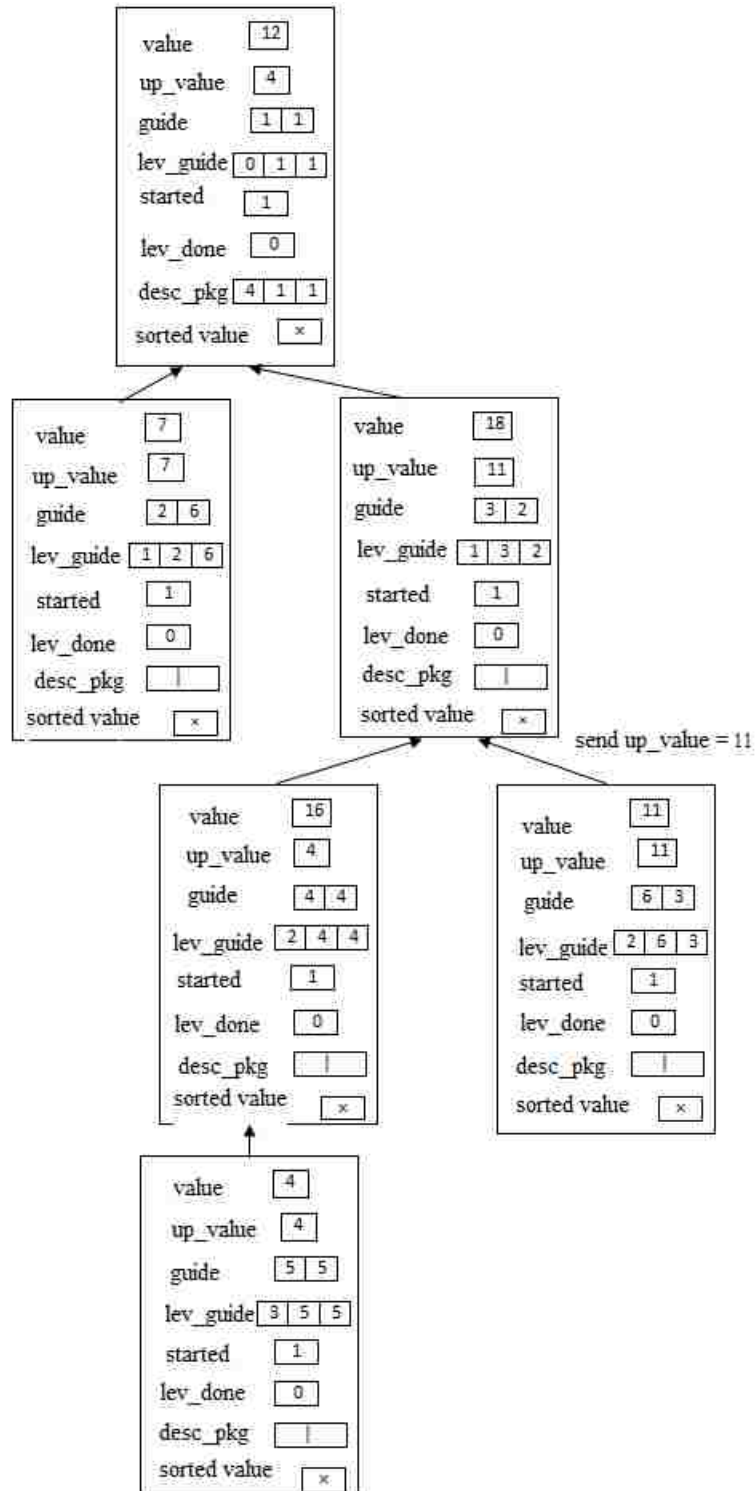 value 12
up_value 4
guide 1 1
lev_guide 0 1 1
started 1
lev_done 0
desc_pkg 4 1 1
sorted value ×
value 7
up_value 7
guide 2 6
lev_guide 1 2 6
started 1
lev_done 0
desc_pkg
sorted value ×
value 18
up_value 11
guide 3 2
lev_guide 1 3 2
started 1
lev_done 0
desc_pkg
sorted value ×
send up_value = 11
value 16
up_value 4
guide 4 4
lev_guide 2 4 4
started 1
lev_done 0
desc_pkg
sorted value ×
value 11
up_value 11
guide 6 3
lev_guide 2 6 3
started 1
lev_done 0
desc_pkg
sorted value ×
value 4
up_value 4
guide 5 5
lev_guide 3 5 5
started 1
lev_done 0
desc_pkg
sorted value ×